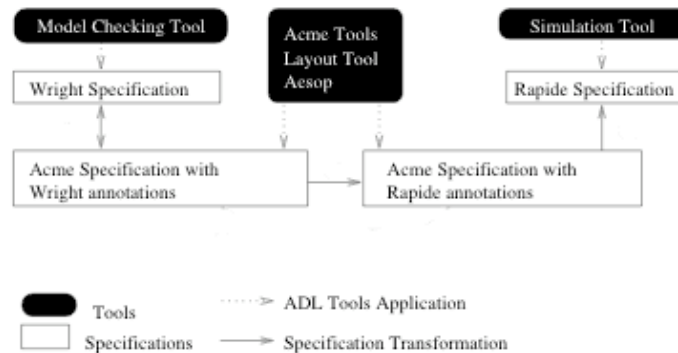 Model Checking Tool
Acme Tools
Layout Tool
Aesop
Simulation Tool
Wright Specification
Rapide Specification
Acme Specification with
Wright annotations
Acme Specification with
Rapide annotations
Tools
ADL Tools Application
Specifications
Specification Transformation